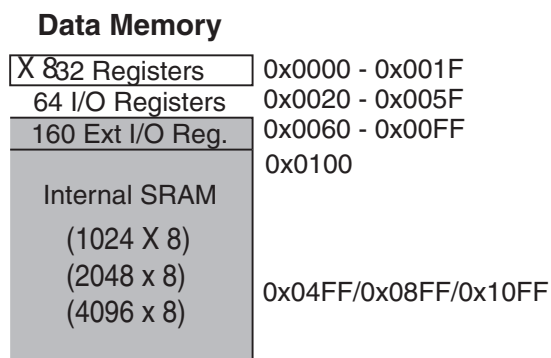 Data Memory
X 832 Registers 0x0000 - 0x001F
64 I/O Registers 0x0020 - 0x005F
160 Ext I/O Reg. 0x0060 - 0x00FF
0x0100
Internal SRAM
(1024 X 8)
(2048 x 8)
0x04FF/0x08FF/0x10FF
(4096 x 8)